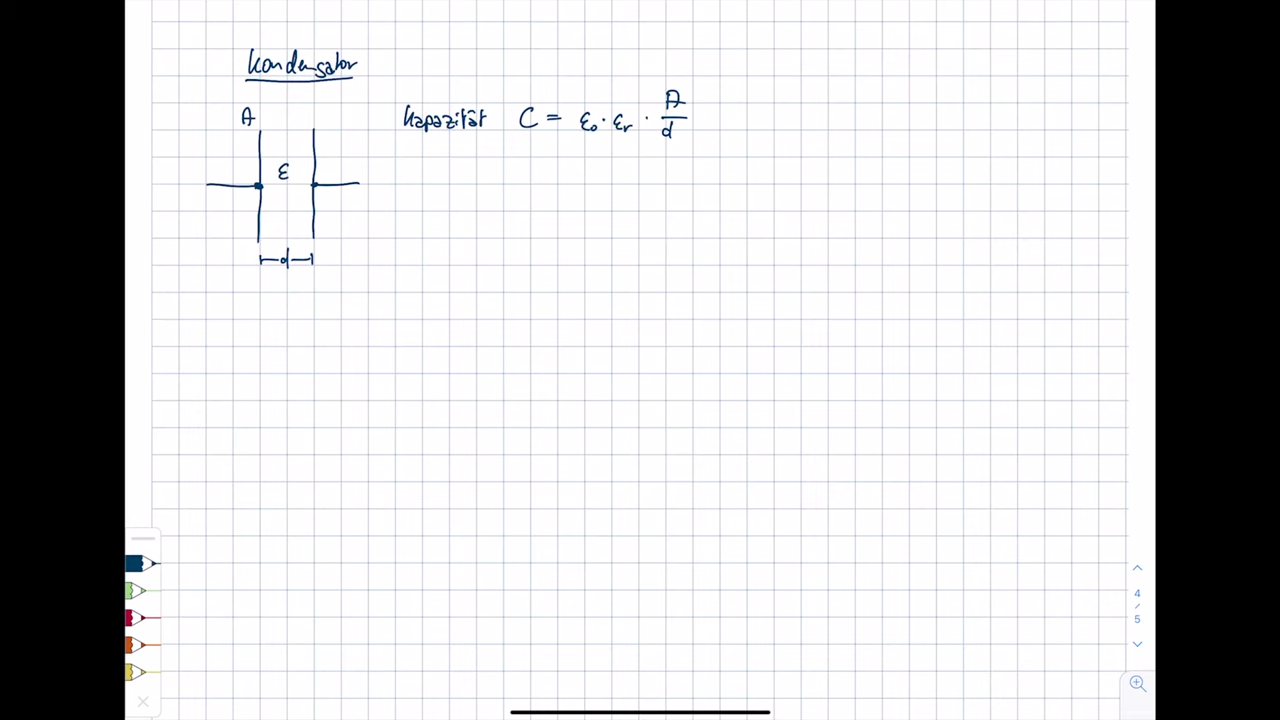 Kondensator
A
Kapazität C = ε₀ · εᵣ · A/d
ε
d
4
/
5